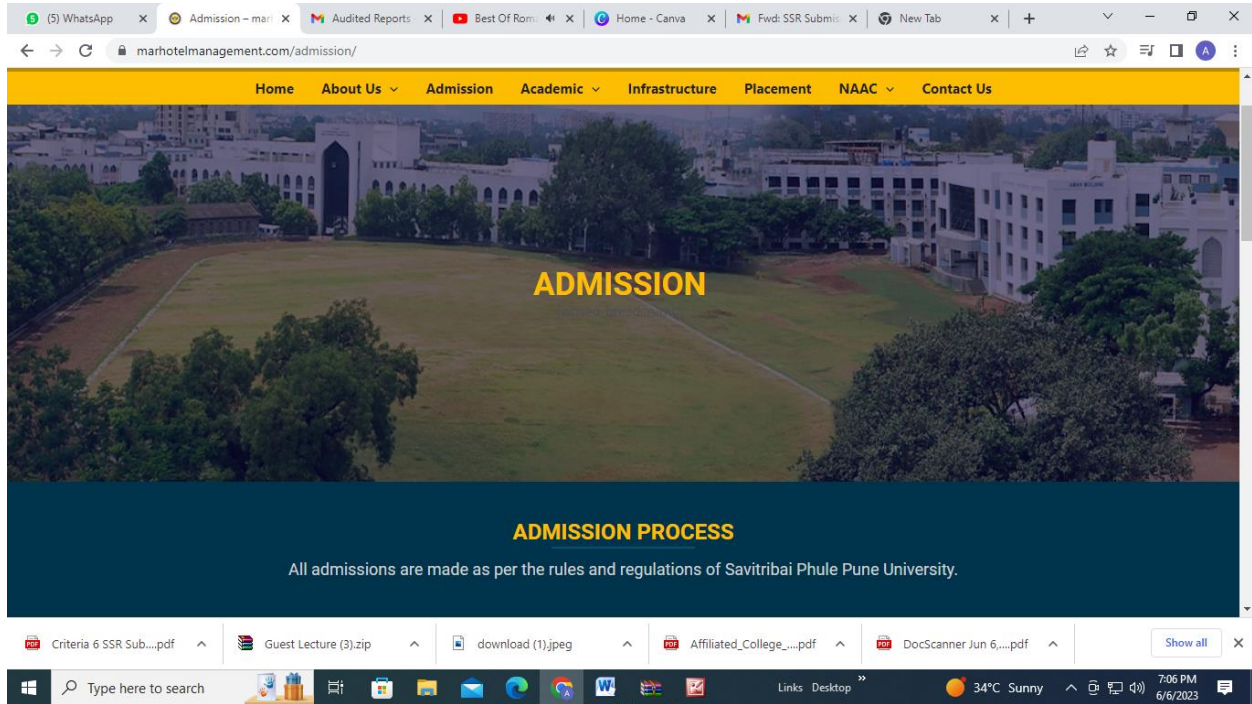 (5) WhatsApp
Admission – mar
Audited Reports
Best Of Rom
Home - Canva
Fwd: SSR Submis
New Tab
marhotelmanagement.com/admission/
A
Home About Us Admission Academic Infrastructure Placement NAAC Contact Us
ADMISSION
ADMISSION PROCESS
All admissions are made as per the rules and regulations of Savitribai Phule Pune University.
Criteria 6 SSR Sub....pdf
Guest Lecture (3).zip
download (1).jpeg
Affiliated_College_....pdf
DocScanner Jun 6,....pdf
Show all
Type here to search
Links Desktop
34°C Sunny
7:06 PM
6/6/2023